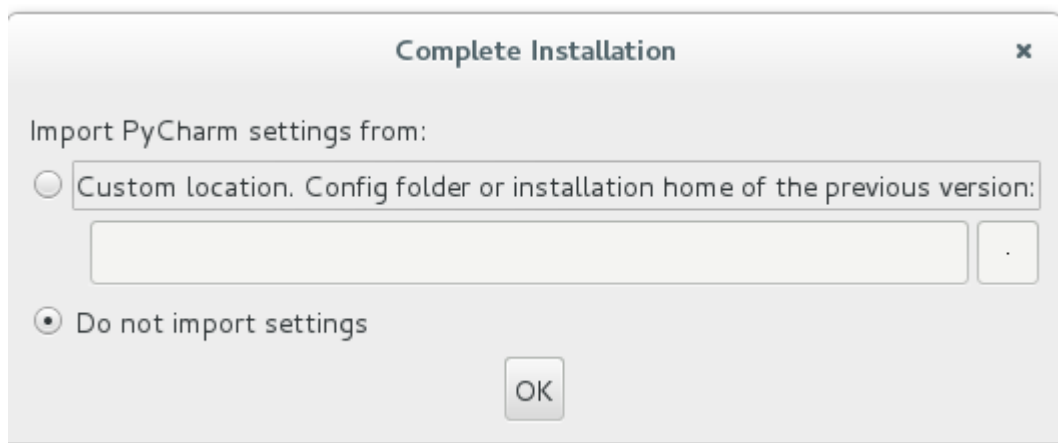 Complete Installation
Import PyCharm settings from:
Custom location. Config folder or installation home of the previous version:
.
Do not import settings
OK